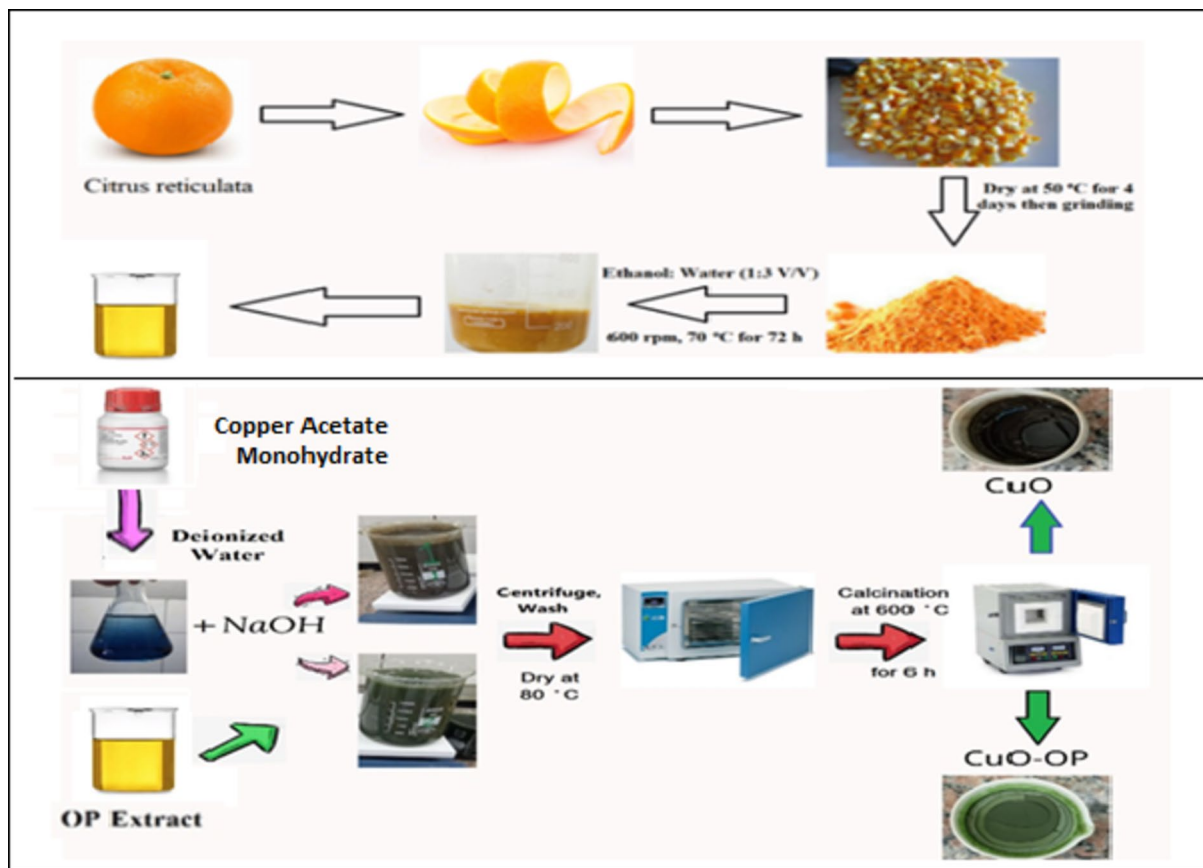 Citrus reticulata
Dry at 50 °C for 4
days then grindiing
Ethanol: Water (1:3 V/V)
600 rpm, 70 °C for 72 h
Copper Acetate
Monohydrate
Deionized
Water
+ NaOH
OP Extract
Centrifuge,
Wash
Dry at
80 °C
Calcination
at 600 °C
for 6 h
CuO
CuO-OP